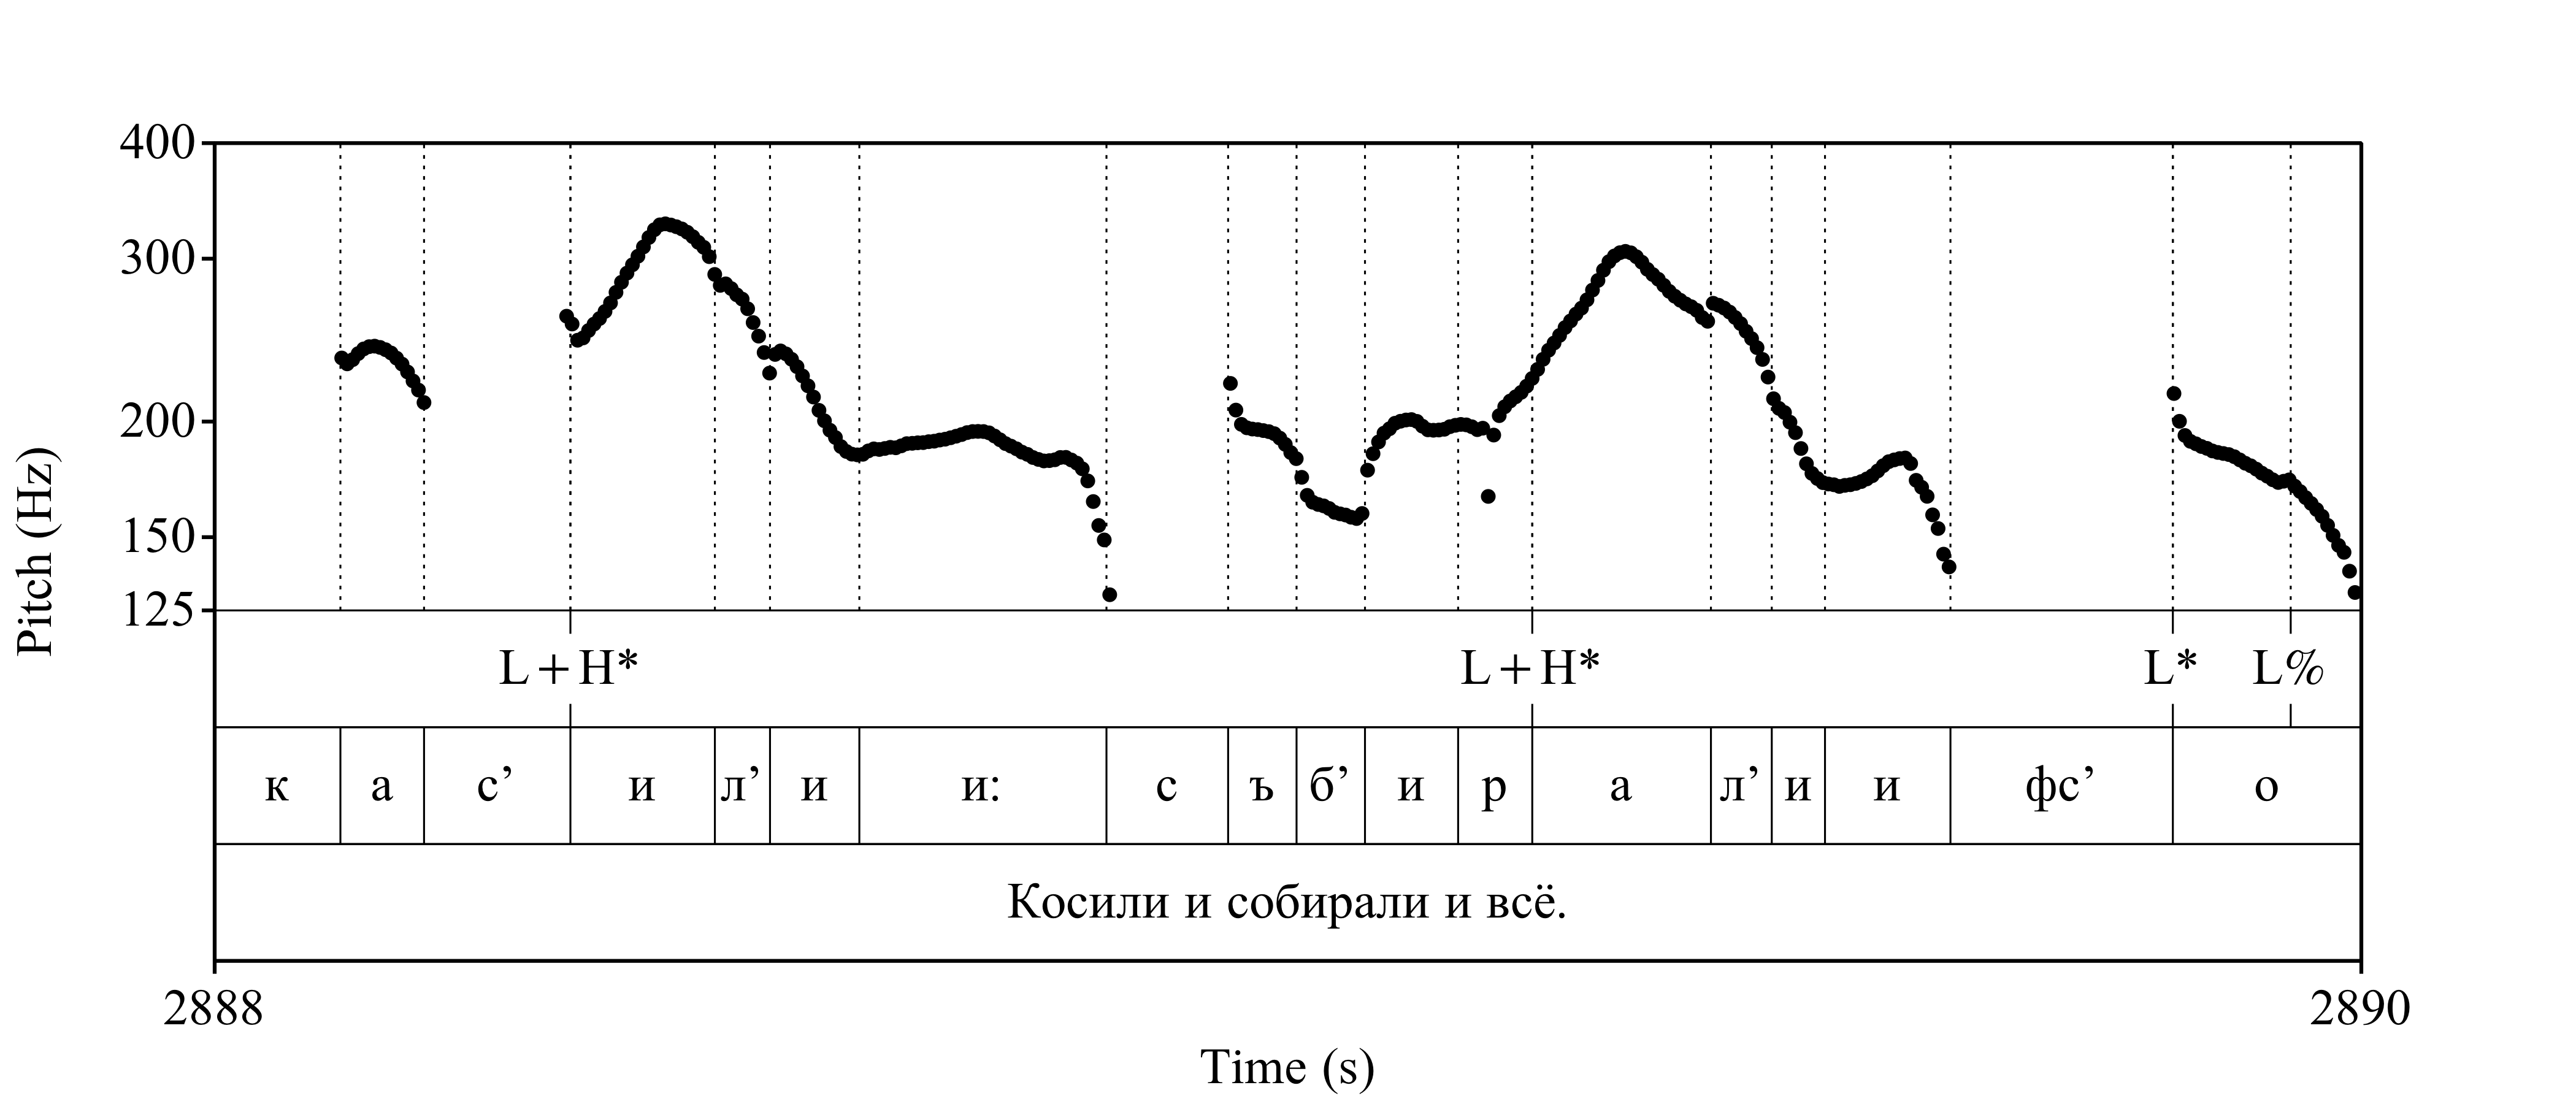 400
300
200
150
125
Pitch (Hz)
L+H* L+H* L* L%
к а с’ и л’ и и: с ъ б’ и р а л’ и и фс’ о
Косили и собирали и всё.
2888 2890
Time (s)